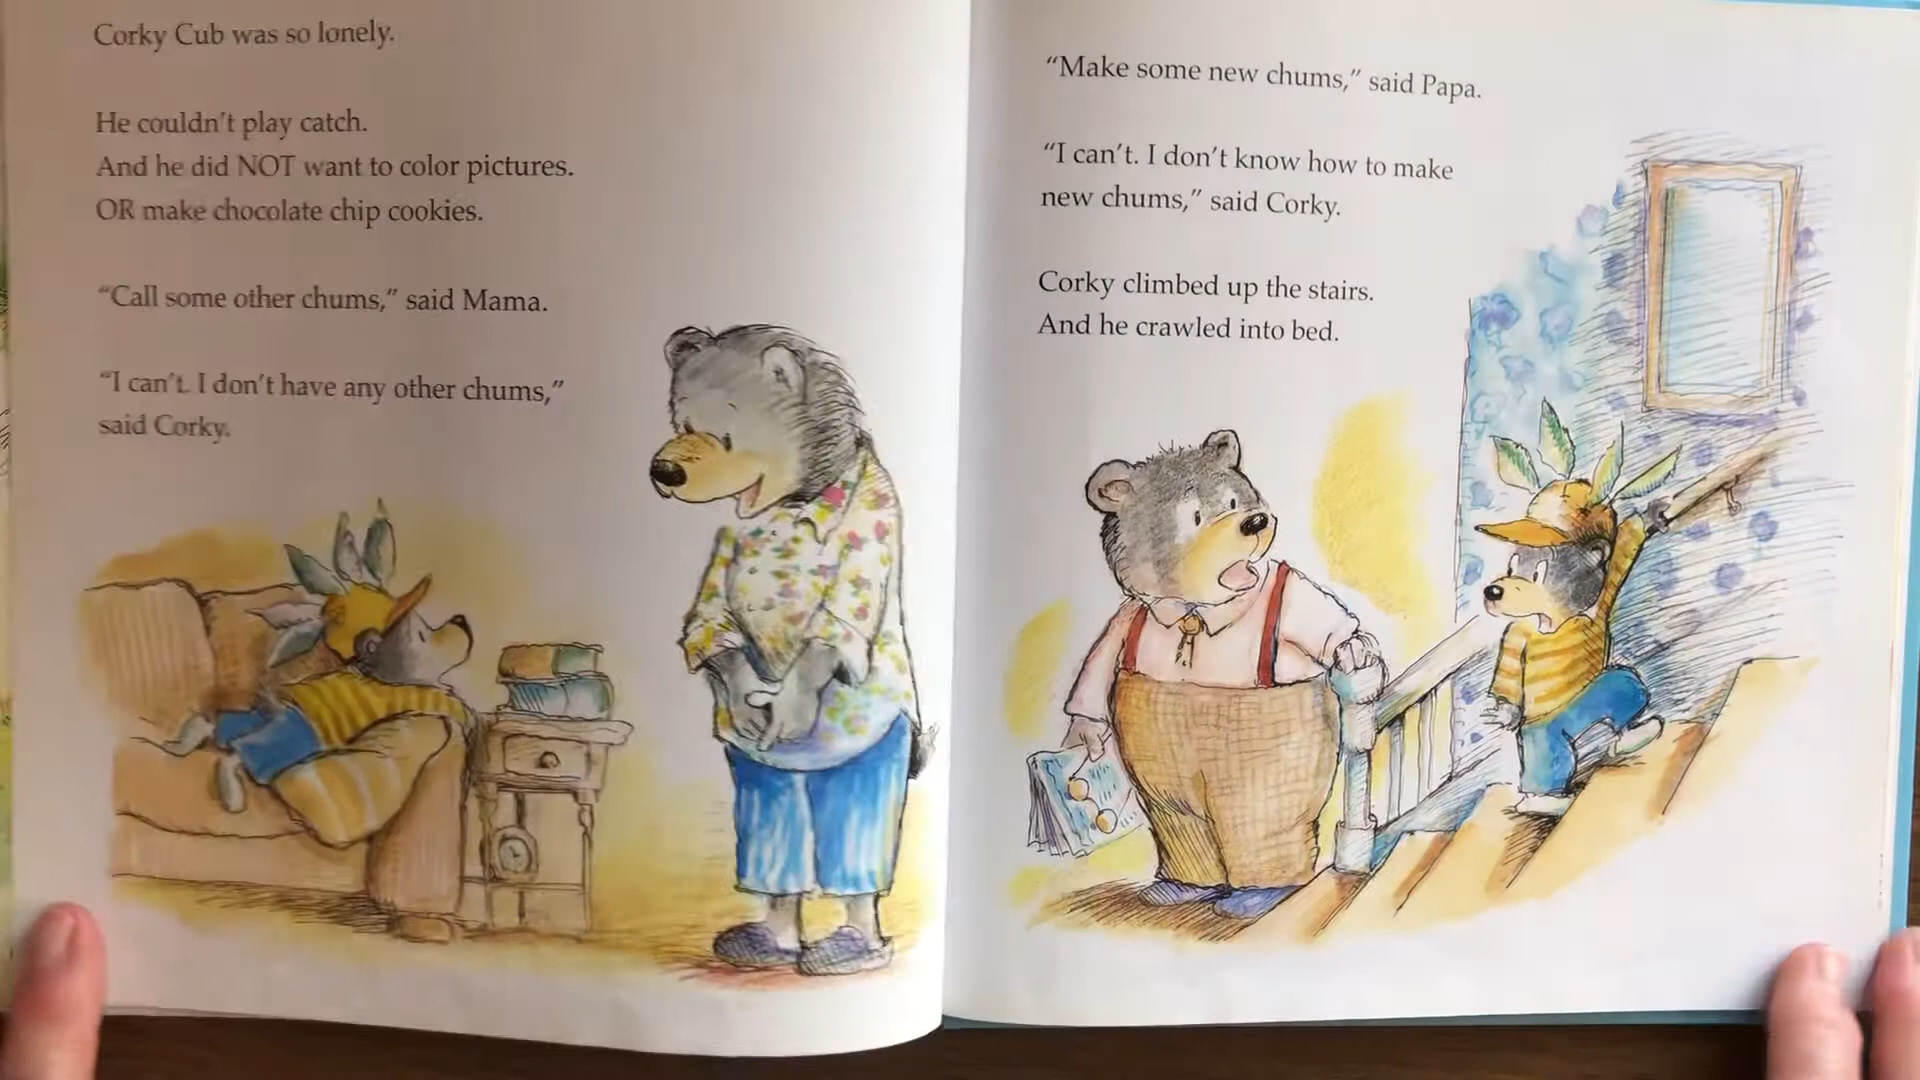 Corky Cub was so lonely.
He couldn't play catch.
And he did NOT want to color pictures.
OR make chocolate chip cookies.
“Call some other chums,” said Mama.
“I can't. I don't have any other chums,”
said Corky.
“Make some new chums,” said Papa.
“I can't. I don't know how to make
new chums,” said Corky.
Corky climbed up the stairs.
And he crawled into bed.